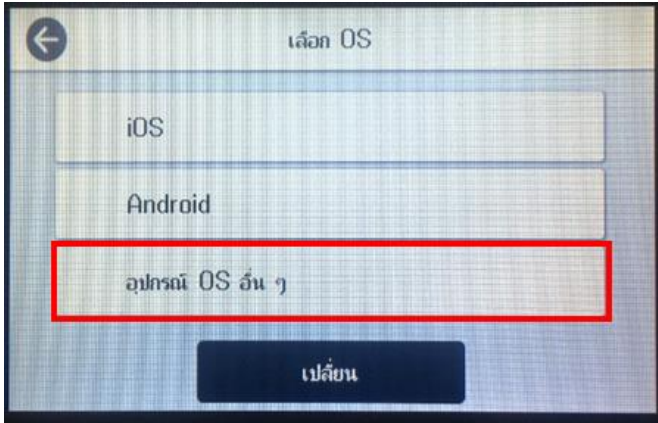 เลือก OS
iOS
Android
อุปกรณ์ OS อื่น ๆ
เปลี่ยน